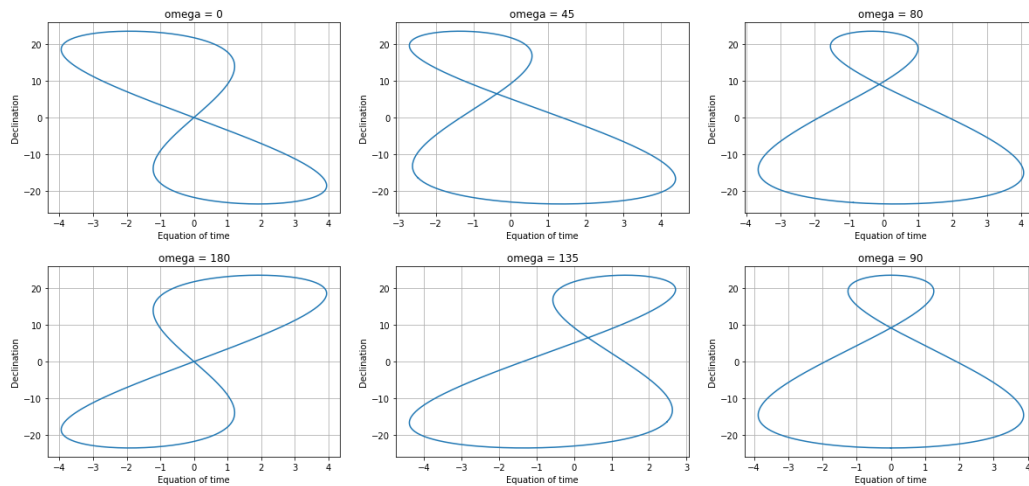 omega = 0
omega = 45
omega = 80
20
10
0
−10
−20
Declination
−4 −3 −2 −1 0 1 2 3 4
Equation of time
20
10
0
−10
−20
Declination
−3 −2 −1 0 1 2 3 4
Equation of time
20
10
0
−10
−20
Declination
−4 −3 −2 −1 0 1 2 3 4
Equation of time
omega = 180
omega = 135
omega = 90
20
10
0
−10
−20
Declination
−4 −3 −2 −1 0 1 2 3 4
Equation of time
20
10
0
−10
−20
Declination
−4 −3 −2 −1 0 1 2 3
Equation of time
20
10
0
−10
−20
Declination
−4 −3 −2 −1 0 1 2 3 4
Equation of time